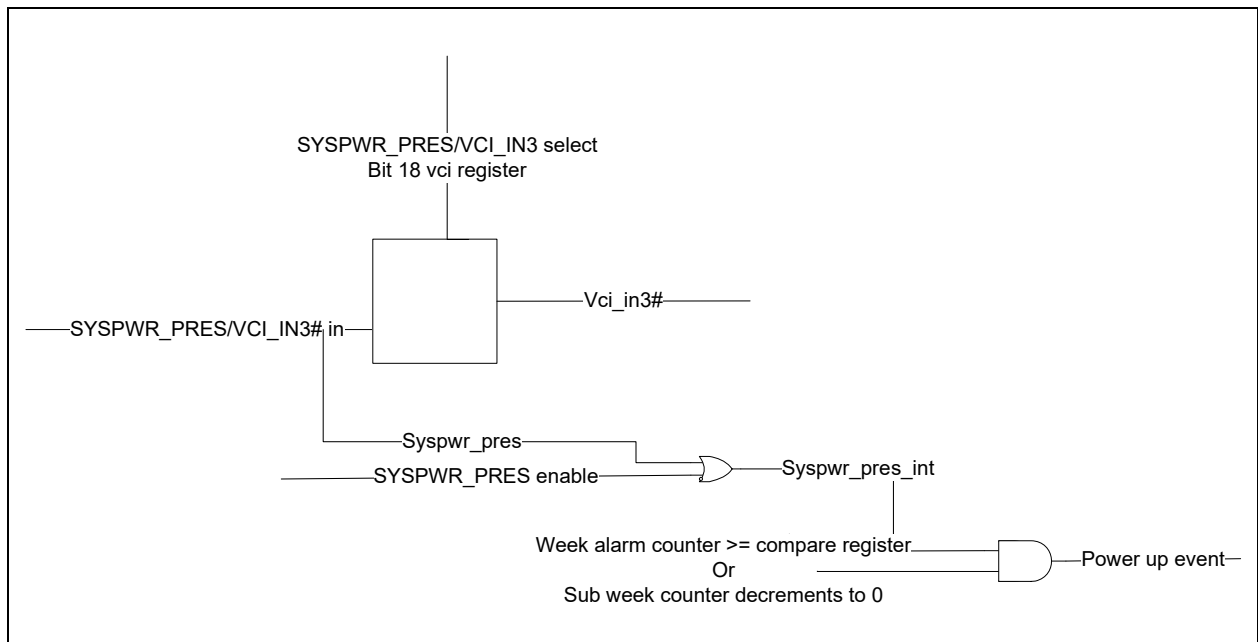 SYSPWR_PRES/VCI_IN3 select
Bit 18 vci register
Vci_in3#
SYSPWR_PRES/VCI_IN3# in
Syspwr_pres
SYSPWR_PRES enable
Syspwr_pres_int
Week alarm counter >= compare register
Or
Sub week counter decrements to 0
Power up event